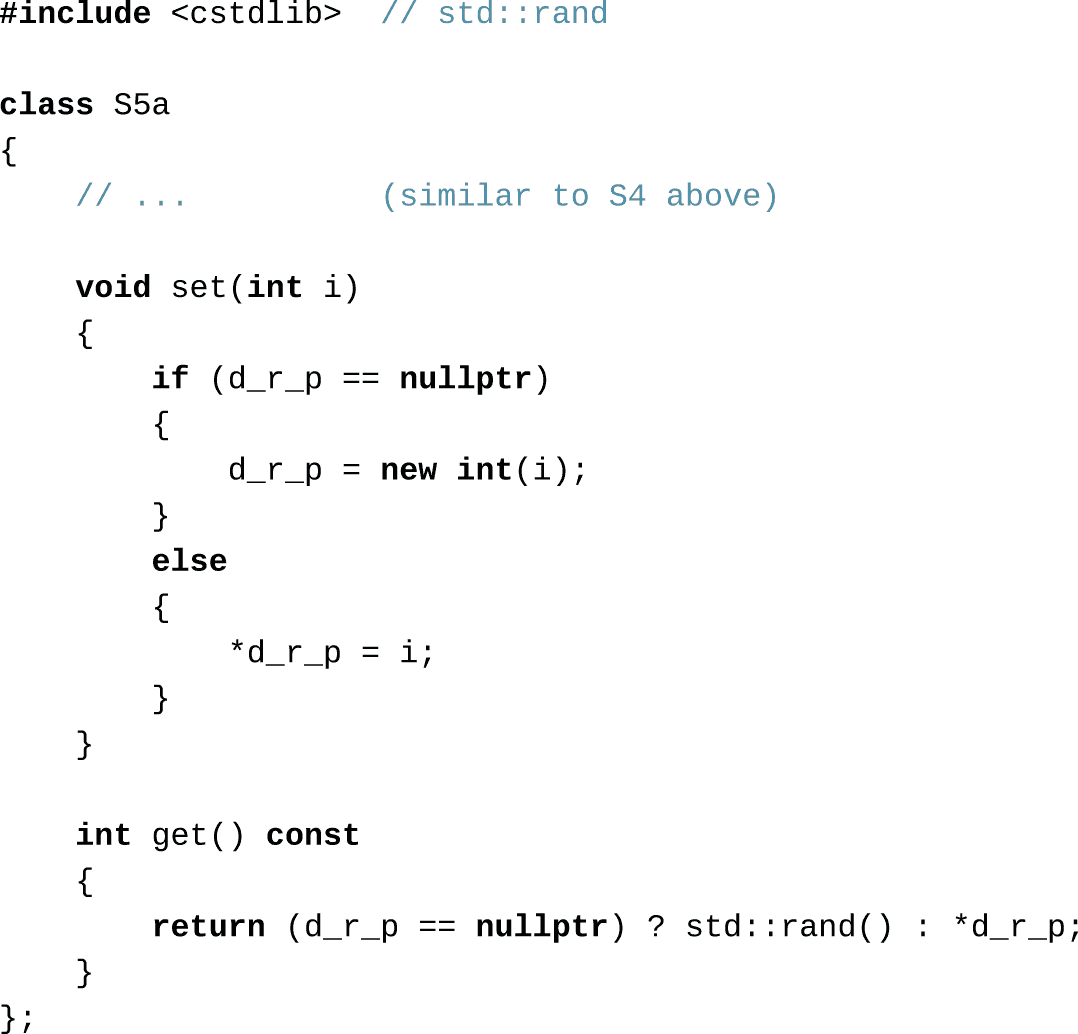 #include <cstdlib>  // std::rand

class S5a
{
    // ...          (similar to S4 above)

    void set(int i)
    {
        if (d_r_p == nullptr)
        {
            d_r_p = new int(i);
        }
        else
        {
            *d_r_p = i;
        }
    }

    int get() const
    {
        return (d_r_p == nullptr) ? std::rand() : *d_r_p;
    }
};